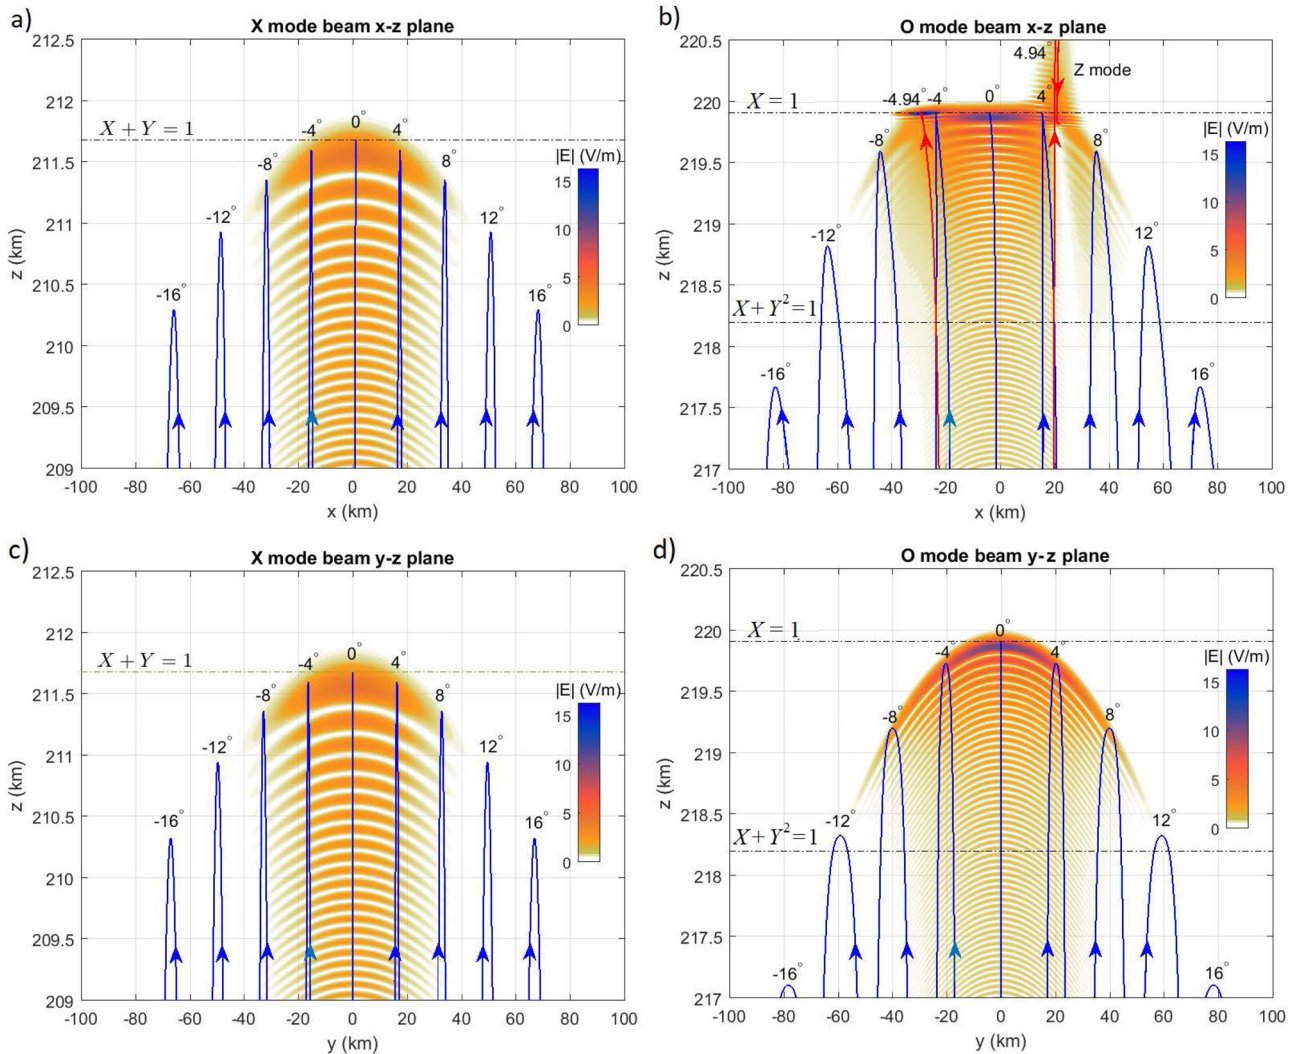 a)
X mode beam x-z plane
212.5
212
211.5
211
210.5
210
209.5
209
z (km)
X + Y = 1
-16°
-12°
-8°
-4°
0°
4°
8°
12°
16°
|E| (V/m)
15
10
5
0
-100 -80 -60 -40 -20 0 20 40 60 80 100
x (km)
b)
O mode beam x-z plane
220.5
220
219.5
219
218.5
218
217.5
217
z (km)
X = 1
X + Y² = 1
-16°
-12°
-8°
-4.94°
-4°
0°
4°
4.94°
Z mode
8°
12°
16°
|E| (V/m)
15
10
5
0
-100 -80 -60 -40 -20 0 20 40 60 80 100
x (km)
c)
X mode beam y-z plane
212.5
212
211.5
211
210.5
210
209.5
209
z (km)
X + Y = 1
-16°
-12°
-8°
-4°
0°
4°
8°
12°
16°
|E| (V/m)
15
10
5
0
-100 -80 -60 -40 -20 0 20 40 60 80 100
y (km)
d)
O mode beam y-z plane
220.5
220
219.5
219
218.5
218
217.5
217
z (km)
X = 1
X + Y² = 1
-16°
-12°
-8°
-4°
0°
4°
8°
12°
16°
|E| (V/m)
15
10
5
0
-100 -80 -60 -40 -20 0 20 40 60 80 100
y (km)